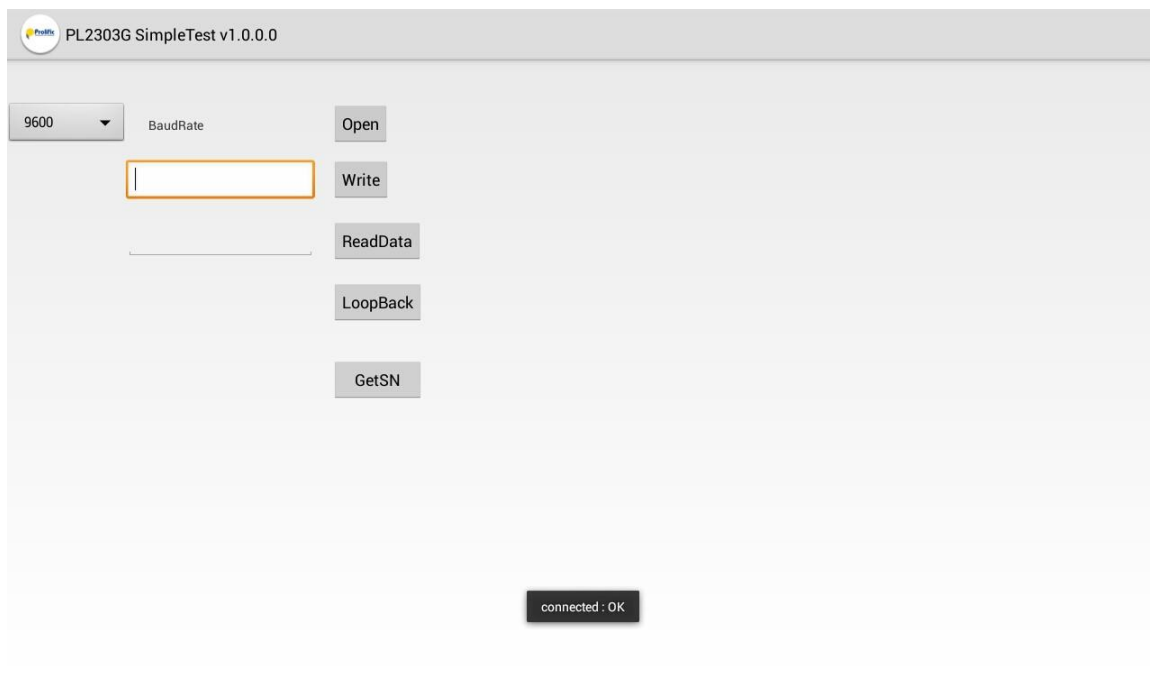 Prolific PL2303G SimpleTest v1.0.0.0
9600 BaudRate Open
Write
ReadData
LoopBack
GetSN
connected : OK